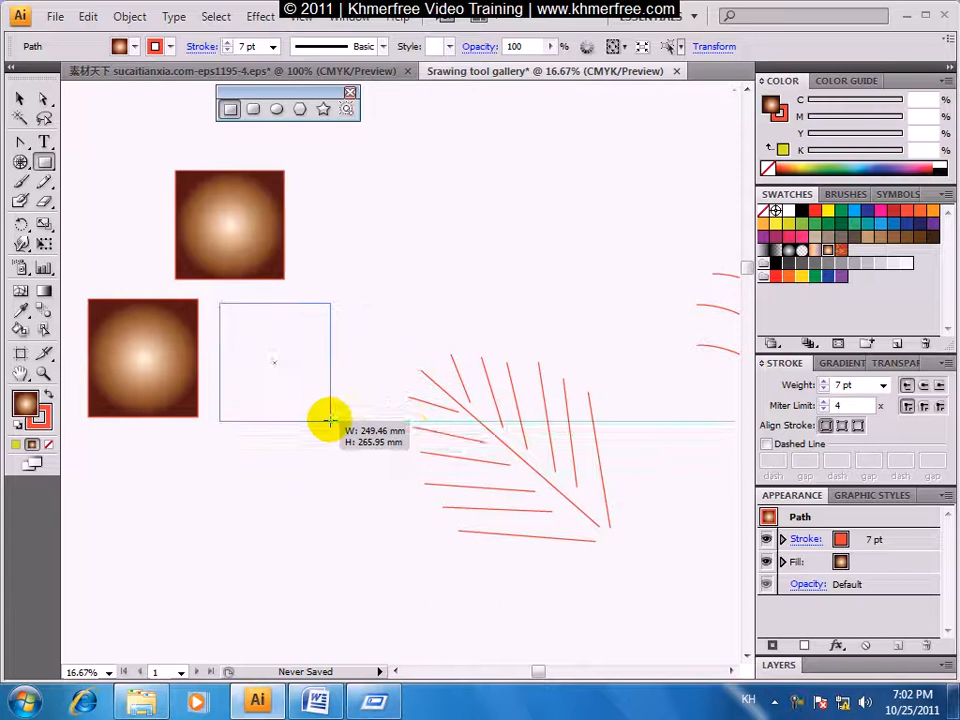 © 2011 | Khmerfree Video Training | www.khmerfree.com
Ai File Edit Object Type Select Effect
Path Stroke: 7 pt Basic Style: Opacity: 100 % Transform
素材天下 sucaitianxia.com-eps1195-4.eps* @ 100% (CMYK/Preview) Srawing tool gallery* @ 16.67% (CMYK/Preview)
COLOR COLOR GUIDE
C %
M %
Y %
K %
SWATCHES BRUSHES SYMBOLS
W: 249.46 mm
H: 265.95 mm
STROKE GRADIENT TRANSPAR
Weight: 7 pt
Miter Limit: 4 x
Align Stroke:
Dashed Line
dash gap dash gap dash gap
APPEARANCE GRAPHIC STYLES
Path
Stroke: 7 pt
Fill:
Opacity: Default
fx
LAYERS
16.67% 1 Never Saved
Ai W KH 7:02 PM
10/25/2011